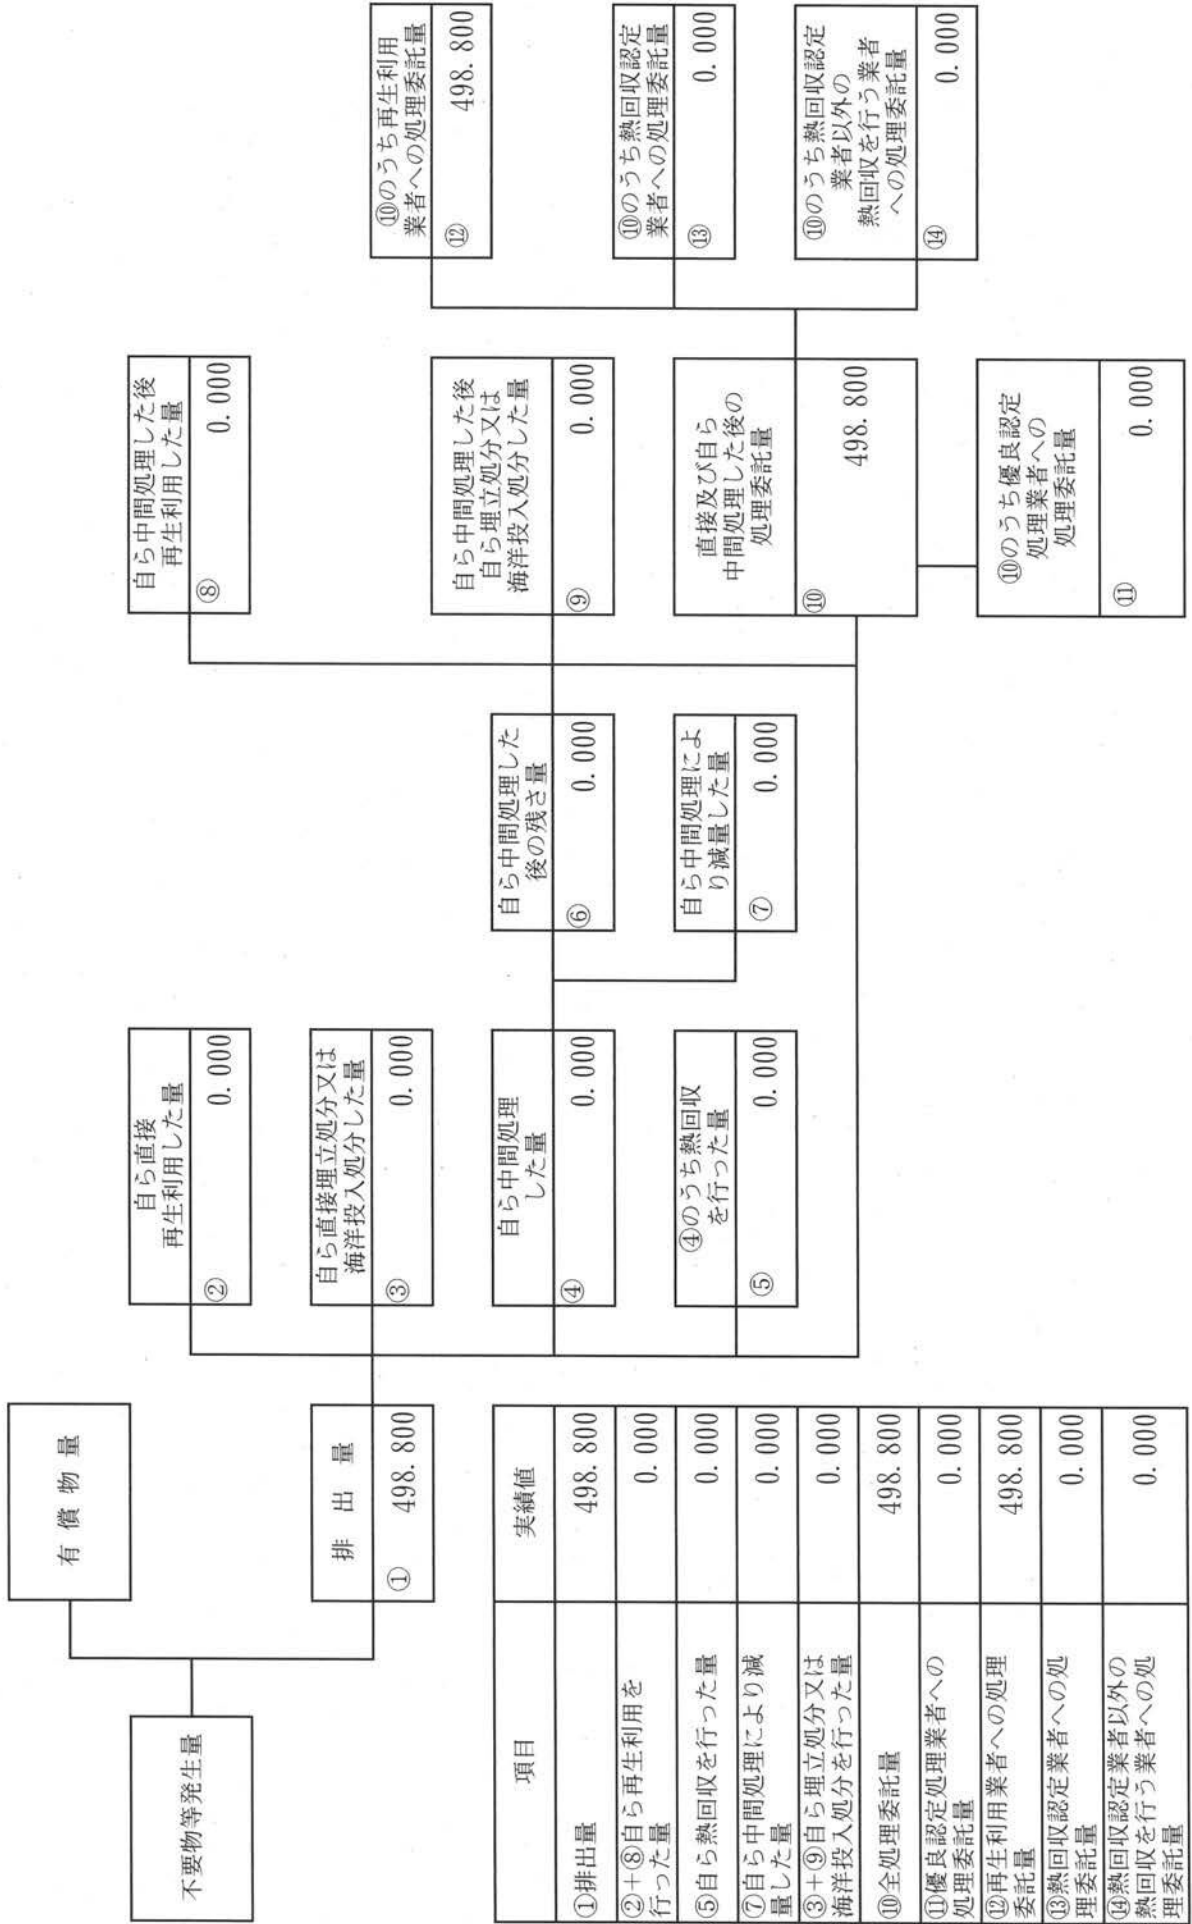 不要物等発生量
有償物量
排出量
① 498.800
自ら直接
再生利用した量
② 0.000
自ら直接埋立処分又は
海洋投入処分した量
③ 0.000
自ら中間処理
した量
④ 0.000
④のうち熱回収
を行った量
⑤ 0.000
自ら中間処理した
後の残さ量
⑥ 0.000
自ら中間処理によ
り減量した量
⑦ 0.000
自ら中間処理した後
再生利用した量
⑧ 0.000
自ら中間処理した後
自ら埋立処分又は
海洋投入処分した量
⑨ 0.000
直接及び自ら
中間処理した後の
処理委託量
⑩ 498.800
⑩のうち優良認定
処理業者への
処理委託量
⑪ 0.000
⑩のうち再生利用
業者への処理委託量
⑫ 498.800
⑩のうち熱回収認定
業者への処理委託量
⑬ 0.000
⑩のうち熱回収認定
業者以外の
熱回収を行う業者
への処理委託量
⑭ 0.000
項目 実績値
①排出量 498.800
②+⑧自ら再生利用を
行った量 0.000
⑤自ら熱回収を行った量 0.000
⑦自ら中間処理により減
量した量 0.000
③+⑨自ら埋立処分又は
海洋投入処分を行った量 0.000
⑩全処理委託量 498.800
⑪優良認定処理業者への
処理委託量 0.000
⑫再生利用業者への処理
委託量 498.800
⑬熱回収認定業者への処
理委託量 0.000
⑭熱回収認定業者以外の
熱回収を行う業者への処
理委託量 0.000